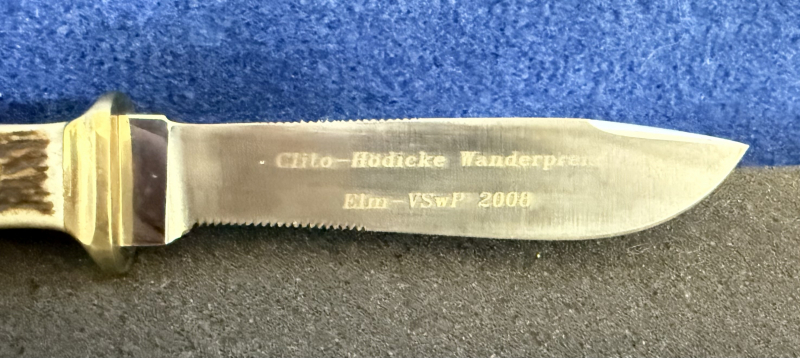 Clito-Hödicke Wanderpreis
Elm-VSwP 2008